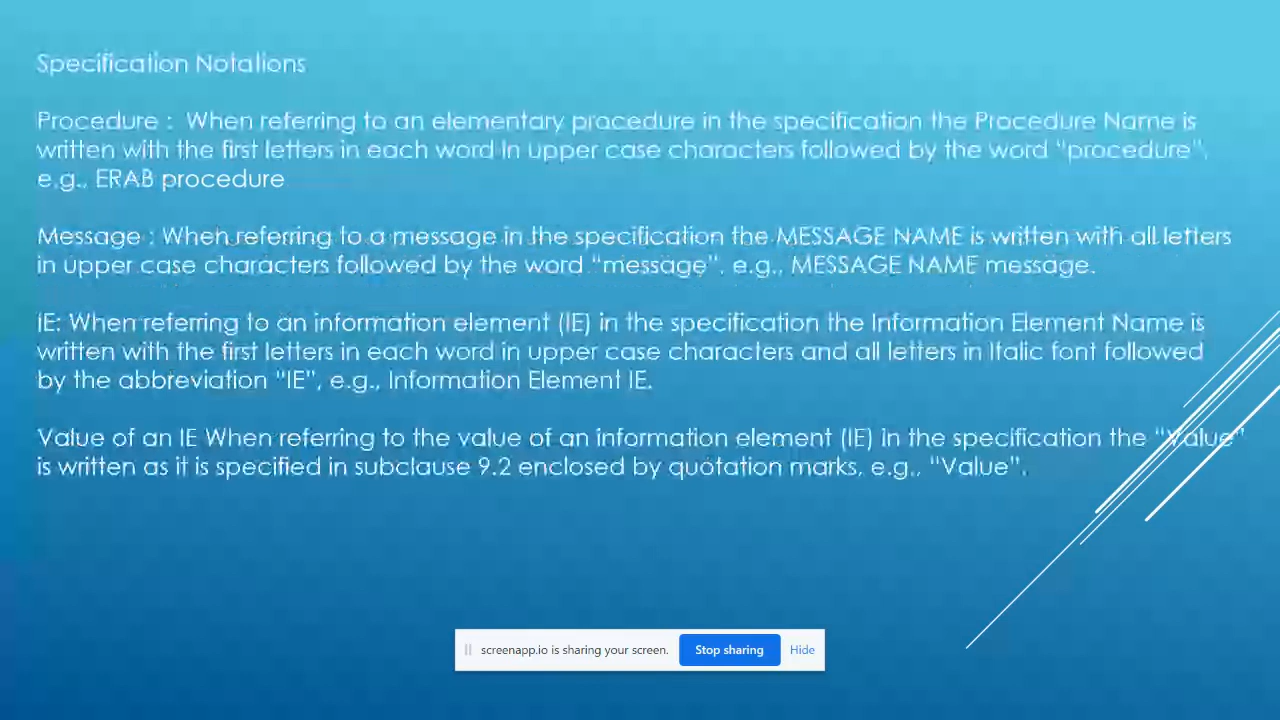 Specification Notations
Procedure : When referring to an elementary procedure in the specification the Procedure Name is
written with the first letters in each word in upper case characters followed by the word "procedure",
e.g., ERAB procedure
Message : When referring to a message in the specification the MESSAGE NAME is written with all letters
in upper case characters followed by the word "message", e.g., MESSAGE NAME message.
IE: When referring to an information element (IE) in the specification the Information Element Name is
written with the first letters in each word in upper case characters and all letters in Italic font followed
by the abbreviation "IE", e.g., Information Element IE.
Value of an IE When referring to the value of an information element (IE) in the specification the "Value"
is written as it is specified in subclause 9.2 enclosed by quotation marks, e.g., "Value".
screenapp.io is sharing your screen. Stop sharing Hide